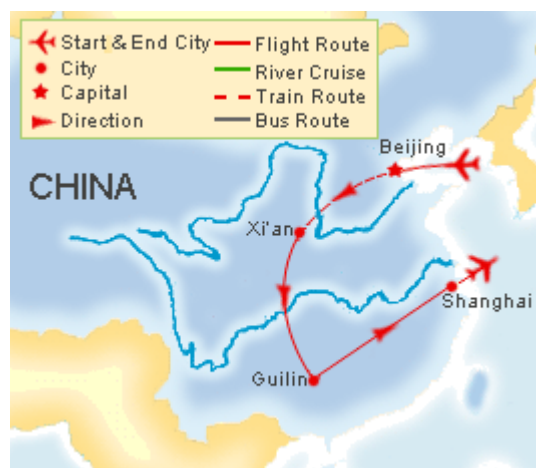 Start & End City
City
Capital
Direction
Flight Route
River Cruise
Train Route
Bus Route
Beijing
CHINA
Xi'an
Shanghai
Guilin